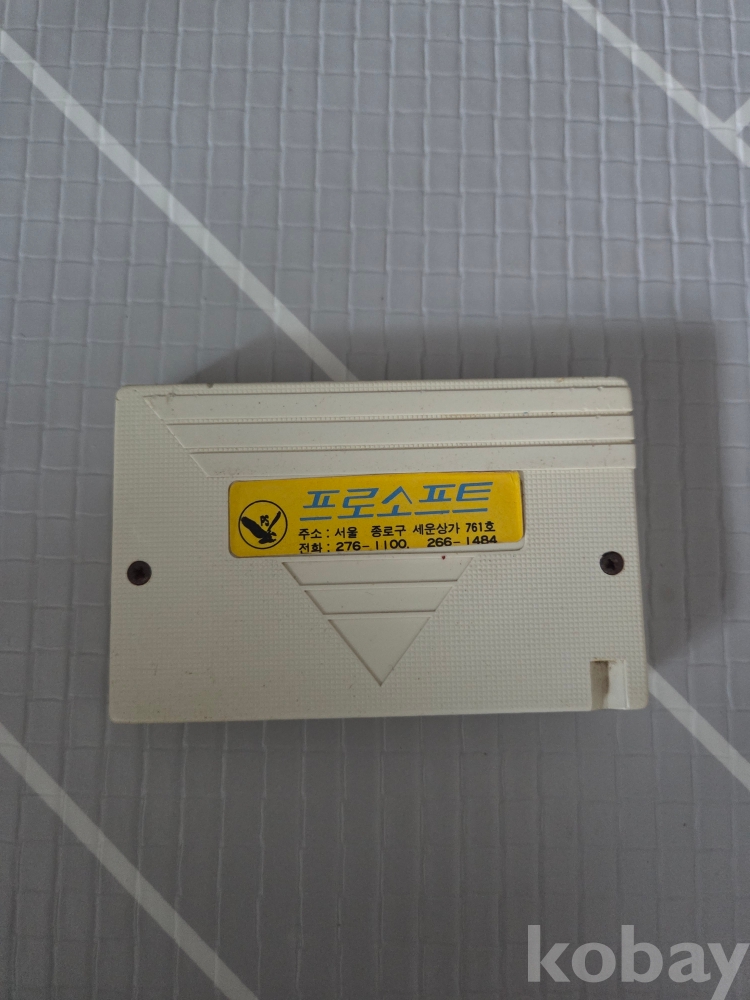 프로소프트
PS
주소 : 서울 종로구 세운상가 761호
전화 : 276-1100. 266-1484
kobay